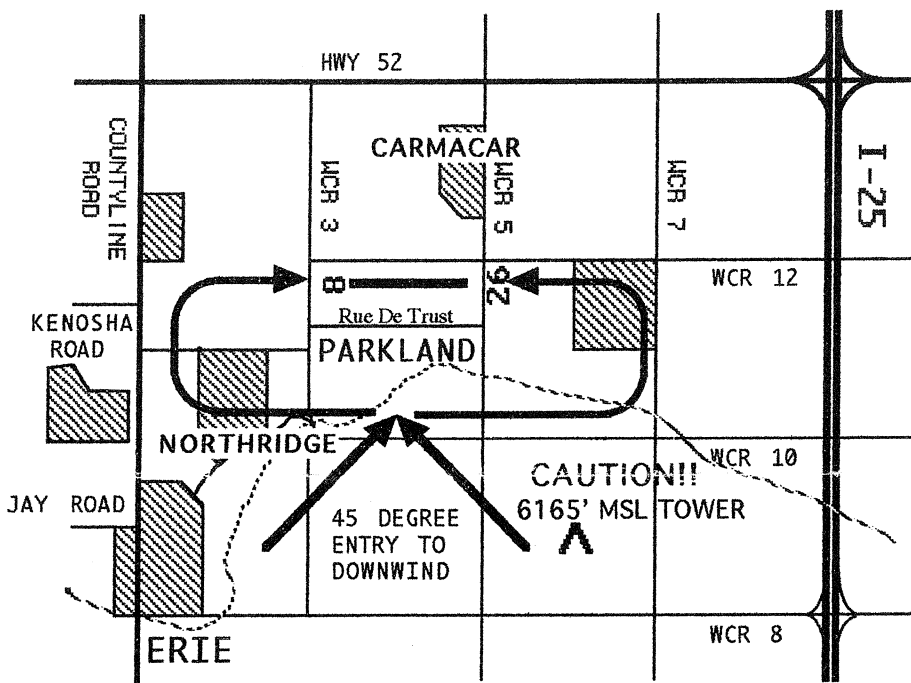 HWY 52
COUNTYLINE
ROAD
CARMACAR
WCR 3
WCR 5
WCR 7
I-25
WCR 12
8
26
Rue De Trust
KENOSHA
ROAD
PARKLAND
NORTHRIDGE
WCR 10
CAUTION!!
6165' MSL TOWER
JAY ROAD
45 DEGREE
ENTRY TO
DOWNWIND
WCR 8
ERIE